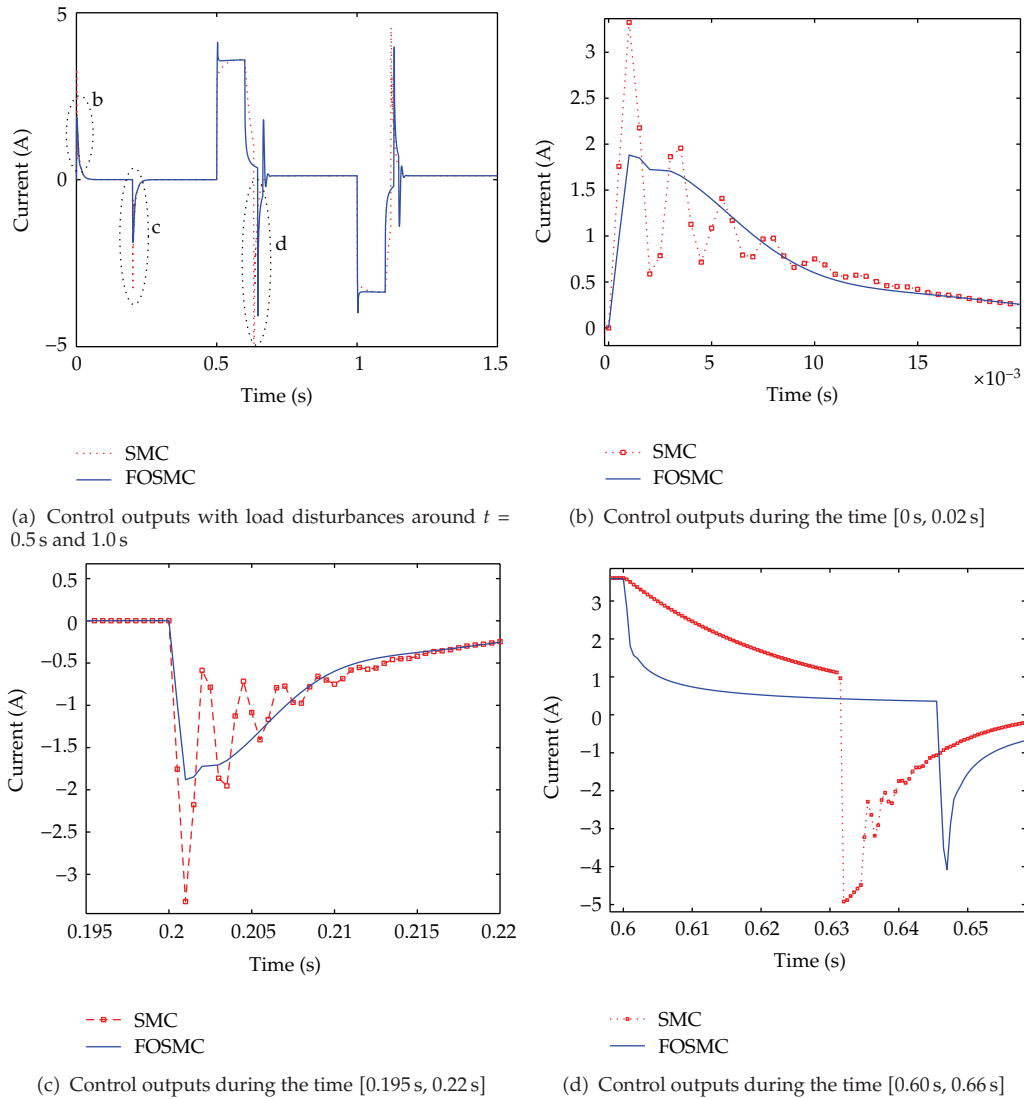 5
0
−5
Current (A)
b
c
d
0
0.5
1
1.5
Time (s)
SMC
FOSMC
(a) Control outputs with load disturbances around t =
0.5 s and 1.0 s
3.5
3
2.5
2
1.5
1
0.5
0
Current (A)
0
5
10
15
×10−3
Time (s)
SMC
FOSMC
(b) Control outputs during the time [0 s, 0.02 s]
0.5
0
−0.5
−1
−1.5
−2
−2.5
−3
Current (A)
0.195
0.2
0.205
0.21
0.215
0.22
Time (s)
SMC
FOSMC
(c) Control outputs during the time [0.195 s, 0.22 s]
3
2
1
0
−1
−2
−3
−4
−5
Current (A)
0.6
0.61
0.62
0.63
0.64
0.65
Time (s)
SMC
FOSMC
(d) Control outputs during the time [0.60 s, 0.66 s]